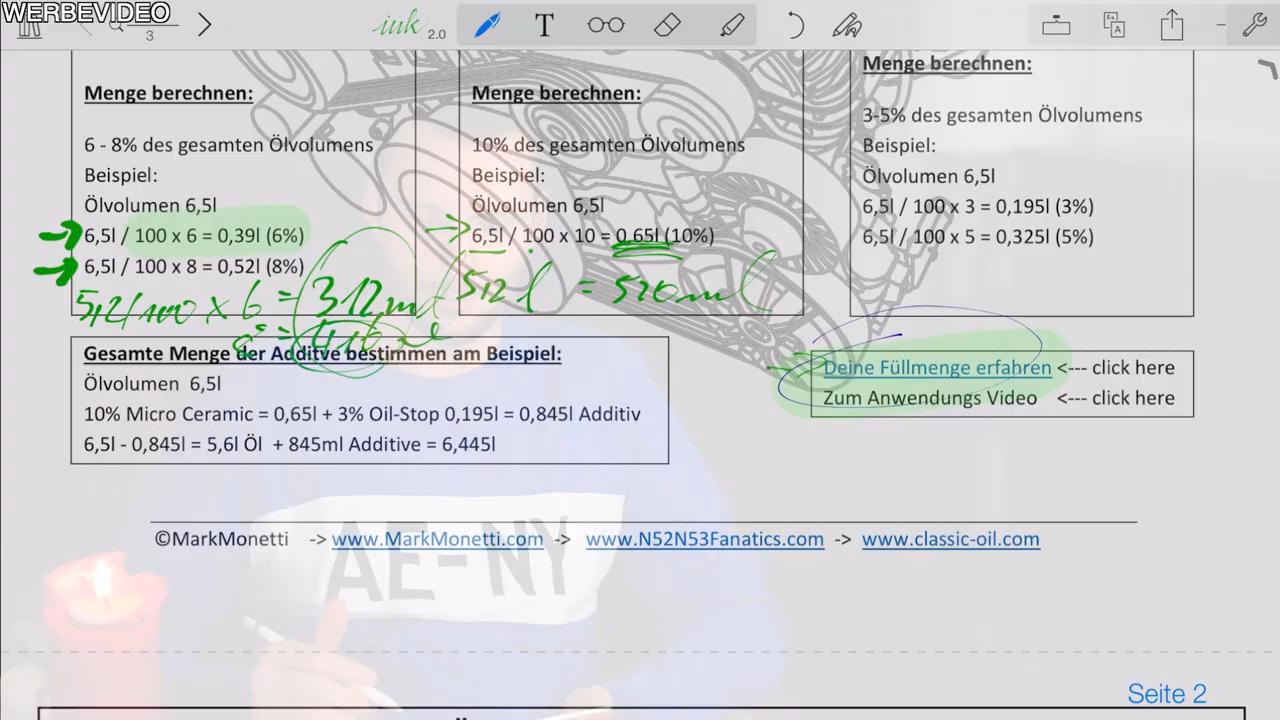 WERBEVIDEO
3
ink 2.0
T
Menge berechnen:
6 - 8% des gesamten Ölvolumens
Beispiel:
Ölvolumen 6,5l
6,5l / 100 x 6 = 0,39l (6%)
6,5l / 100 x 8 = 0,52l (8%)
5,2/100 x 6 = 312ml
8 = 416ml
Menge berechnen:
10% des gesamten Ölvolumens
Beispiel:
Ölvolumen 6,5l
6,5l / 100 x 10 = 0,65l (10%)
5,2 l = 520ml
Menge berechnen:
3-5% des gesamten Ölvolumens
Beispiel:
Ölvolumen 6,5l
6,5l / 100 x 3 = 0,195l (3%)
6,5l / 100 x 5 = 0,325l (5%)
Gesamte Menge der Additve bestimmen am Beispiel:
Ölvolumen 6,5l
10% Micro Ceramic = 0,65l + 3% Oil-Stop 0,195l = 0,845l Additiv
6,5l - 0,845l = 5,6l Öl + 845ml Additive = 6,445l
Deine Füllmenge erfahren <--- click here
Zum Anwendungs Video <--- click here
©MarkMonetti -> www.MarkMonetti.com -> www.N52N53Fanatics.com -> www.classic-oil.com
AE-NY
Seite 2